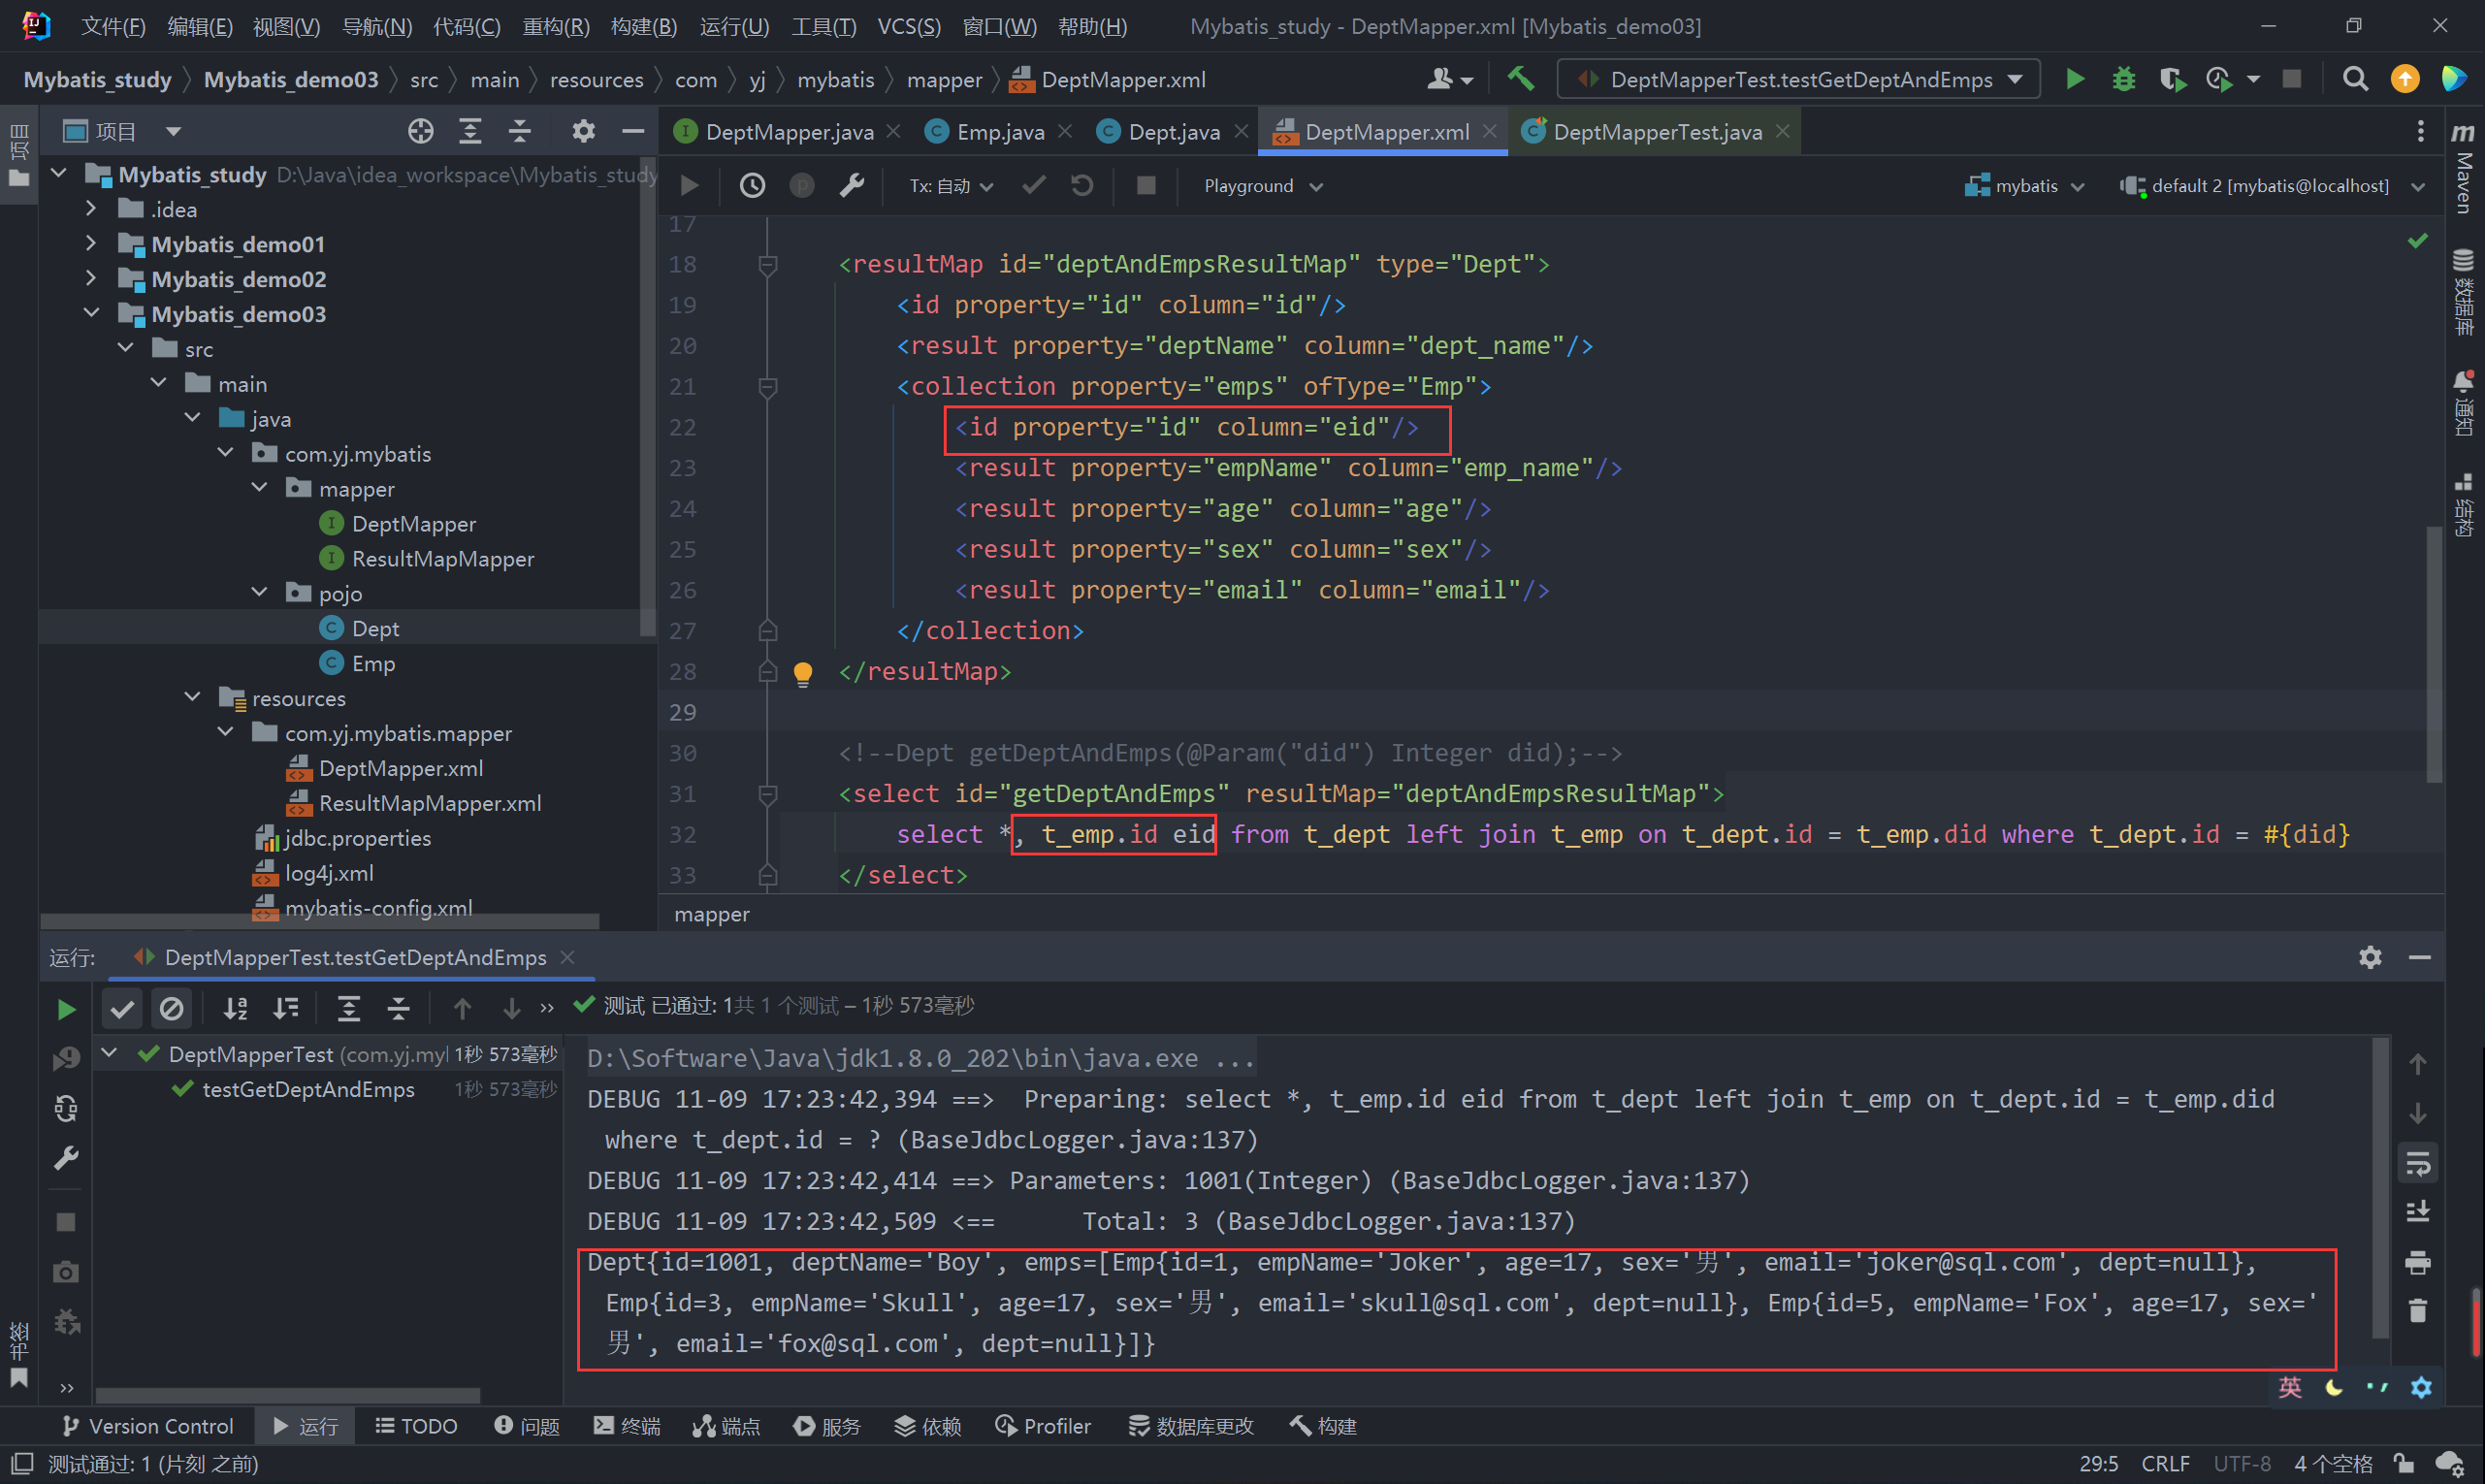 文件(F) 编辑(E) 视图(V) 导航(N) 代码(C) 重构(R) 构建(B) 运行(U) 工具(T) VCS(S) 窗口(W) 帮助(H) Mybatis_study - DeptMapper.xml [Mybatis_demo03]
Mybatis_study Mybatis_demo03 src main resources com yj mybatis mapper DeptMapper.xml DeptMapperTest.testGetDeptAndEmps
项目
项目
DeptMapper.java Emp.java Dept.java DeptMapper.xml DeptMapperTest.java
Tx: 自动 Playground mybatis default 2 [mybatis@localhost]
Maven
数据库
通知
结构
Mybatis_study D:\Java\idea_workspace\Mybatis_study
.idea
Mybatis_demo01
Mybatis_demo02
Mybatis_demo03
src
main
java
com.yj.mybatis
mapper
DeptMapper
ResultMapMapper
pojo
Dept
Emp
resources
com.yj.mybatis.mapper
DeptMapper.xml
ResultMapMapper.xml
jdbc.properties
log4j.xml
mybatis-config.xml
17
18 <resultMap id="deptAndEmpsResultMap" type="Dept">
19 <id property="id" column="id"/>
20 <result property="deptName" column="dept_name"/>
21 <collection property="emps" ofType="Emp">
22 <id property="id" column="eid"/>
23 <result property="empName" column="emp_name"/>
24 <result property="age" column="age"/>
25 <result property="sex" column="sex"/>
26 <result property="email" column="email"/>
27 </collection>
28 </resultMap>
29
30 <!--Dept getDeptAndEmps(@Param("did") Integer did);-->
31 <select id="getDeptAndEmps" resultMap="deptAndEmpsResultMap">
32 select *, t_emp.id eid from t_dept left join t_emp on t_dept.id = t_emp.did where t_dept.id = #{did}
33 </select>
mapper
运行: DeptMapperTest.testGetDeptAndEmps
测试 已通过: 1共 1 个测试 – 1秒 573毫秒
DeptMapperTest (com.yj.my 1秒 573毫秒
testGetDeptAndEmps 1秒 573毫秒
D:\Software\Java\jdk1.8.0_202\bin\java.exe ...
DEBUG 11-09 17:23:42,394 ==>  Preparing: select *, t_emp.id eid from t_dept left join t_emp on t_dept.id = t_emp.did
where t_dept.id = ? (BaseJdbcLogger.java:137)
DEBUG 11-09 17:23:42,414 ==> Parameters: 1001(Integer) (BaseJdbcLogger.java:137)
DEBUG 11-09 17:23:42,509 <==      Total: 3 (BaseJdbcLogger.java:137)
Dept{id=1001, deptName='Boy', emps=[Emp{id=1, empName='Joker', age=17, sex='男', email='joker@sql.com', dept=null},
Emp{id=3, empName='Skull', age=17, sex='男', email='skull@sql.com', dept=null}, Emp{id=5, empName='Fox', age=17, sex='
男', email='fox@sql.com', dept=null}]}
书签
英
Version Control 运行 TODO 问题 终端 端点 服务 依赖 Profiler 数据库更改 构建
测试通过: 1 (片刻 之前) 29:5 CRLF UTF-8 4 个空格